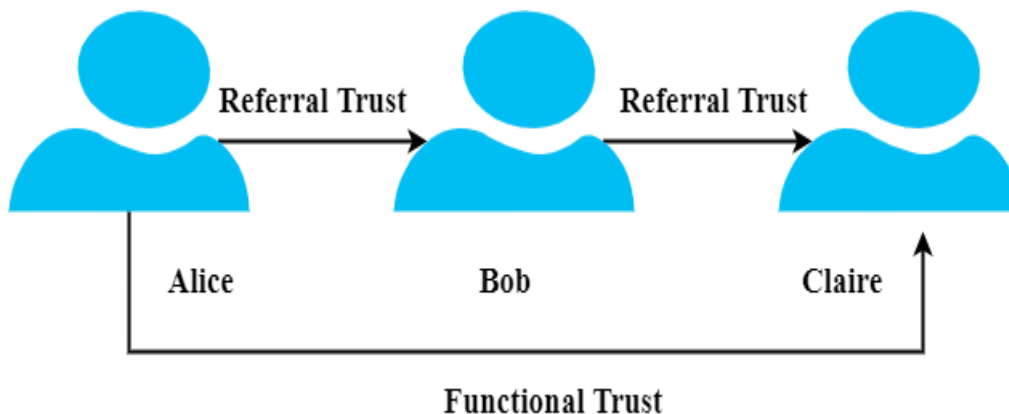 Referral Trust
Referral Trust
Alice
Bob
Claire
Functional Trust